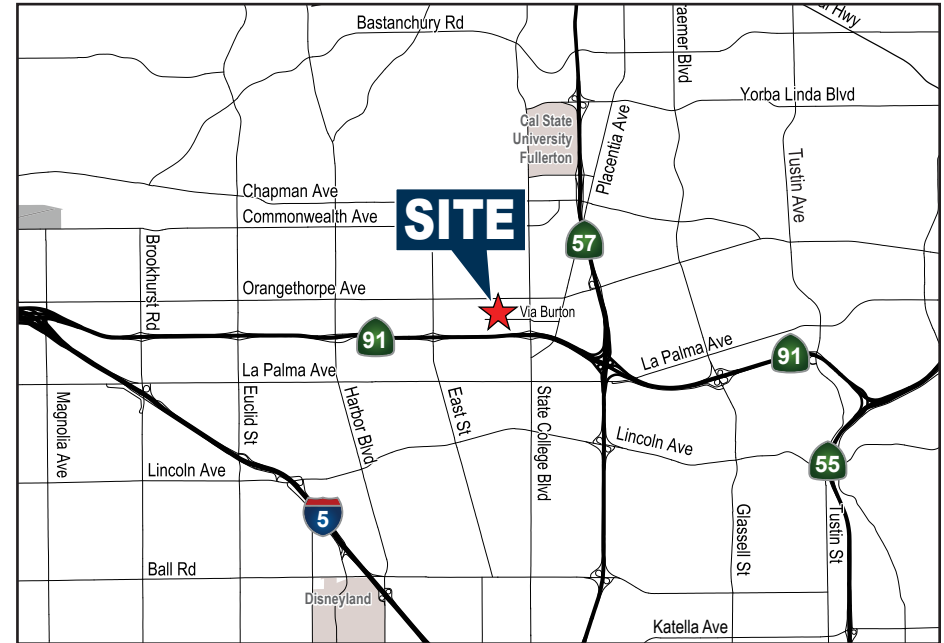 Bastanchury Rd
aemer Blvd
al Hwy
Yorba Linda Blvd
Cal State
University
Fullerton
Placentia Ave
Tustin Ave
Chapman Ave
Commonwealth Ave
SITE
57
Brookhurst Rd
Orangethorpe Ave
Via Burton
91
La Palma Ave
91
La Palma Ave
Magnolia Ave
Euclid St
Harbor Blvd
East St
State College Blvd
Lincoln Ave
Lincoln Ave
55
5
Glassell St
Tustin St
Ball Rd
Disneyland
Katella Ave